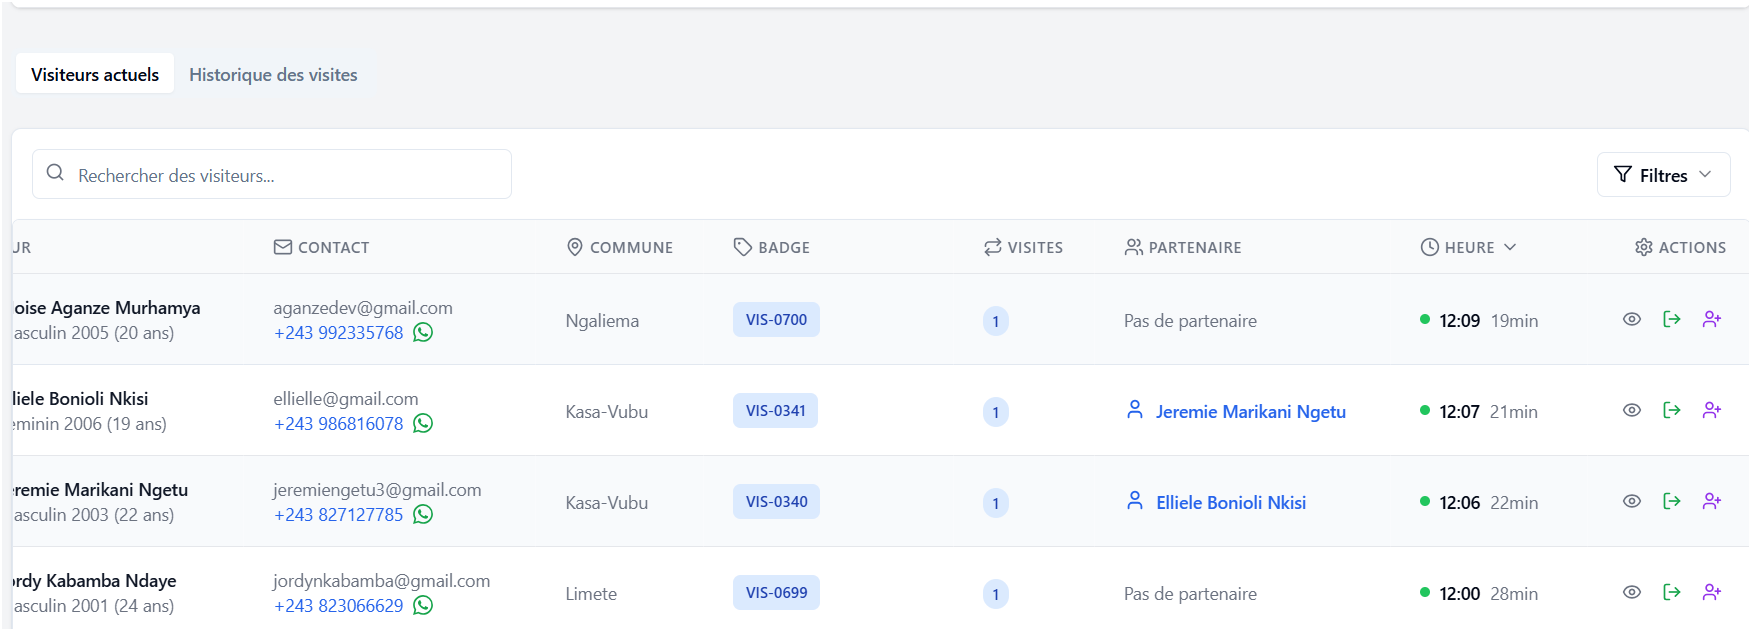 Visiteurs actuels Historique des visites
Rechercher des visiteurs... Filtres
UR CONTACT COMMUNE BADGE VISITES PARTENAIRE HEURE ACTIONS
oise Aganze Murhamya aganzedev@gmail.com
asculin 2005 (20 ans) +243 992335768 Ngaliema VIS-0700 1 Pas de partenaire 12:09 19min
liele Bonioli Nkisi ellielle@gmail.com
eminin 2006 (19 ans) +243 986816078 Kasa-Vubu VIS-0341 1 Jeremie Marikani Ngetu 12:07 21min
eremie Marikani Ngetu jeremiengetu3@gmail.com
asculin 2003 (22 ans) +243 827127785 Kasa-Vubu VIS-0340 1 Elliele Bonioli Nkisi 12:06 22min
ordy Kabamba Ndaye jordynkabamba@gmail.com
asculin 2001 (24 ans) +243 823066629 Limete VIS-0699 1 Pas de partenaire 12:00 28min